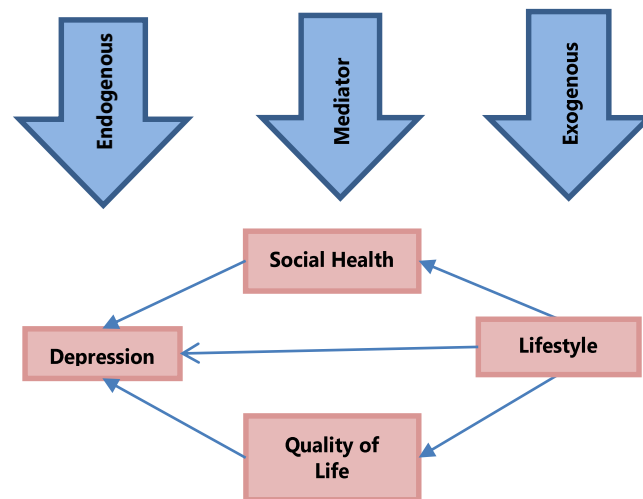 Endogenous
Mediator
Exogenous
Social Health
Depression
Lifestyle
Quality of
Life